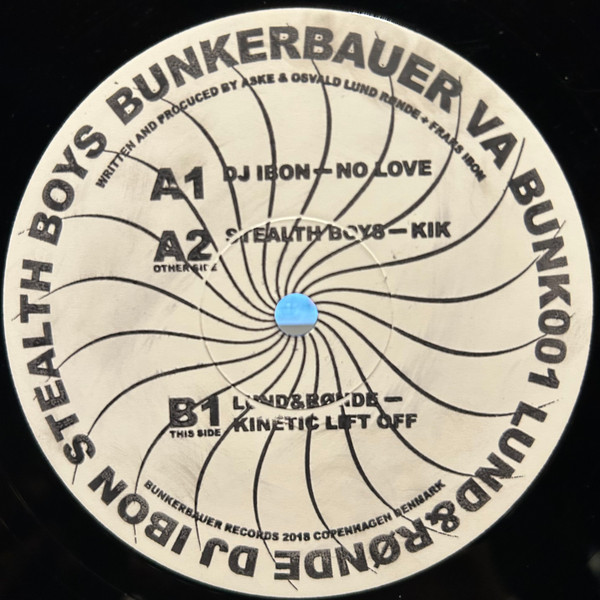 BUNKERBAUER VA BUNK001 LUND&RØNDE DJ IBON STEALTH BOYS
WRITTEN AND PROCUCED BY ASKE & OSVALD LUND RØNDE + FRAKS IBON
A1 DJ IBON – NO LOVE
A2 STEALTH BOYS – KIK
OTHER SIDE
B1 LUND&RØNDE –
THIS SIDE KINETIC LIFT OFF
BUNKERBAUER RECORDS 2018 COPENHAGEN DENMARK